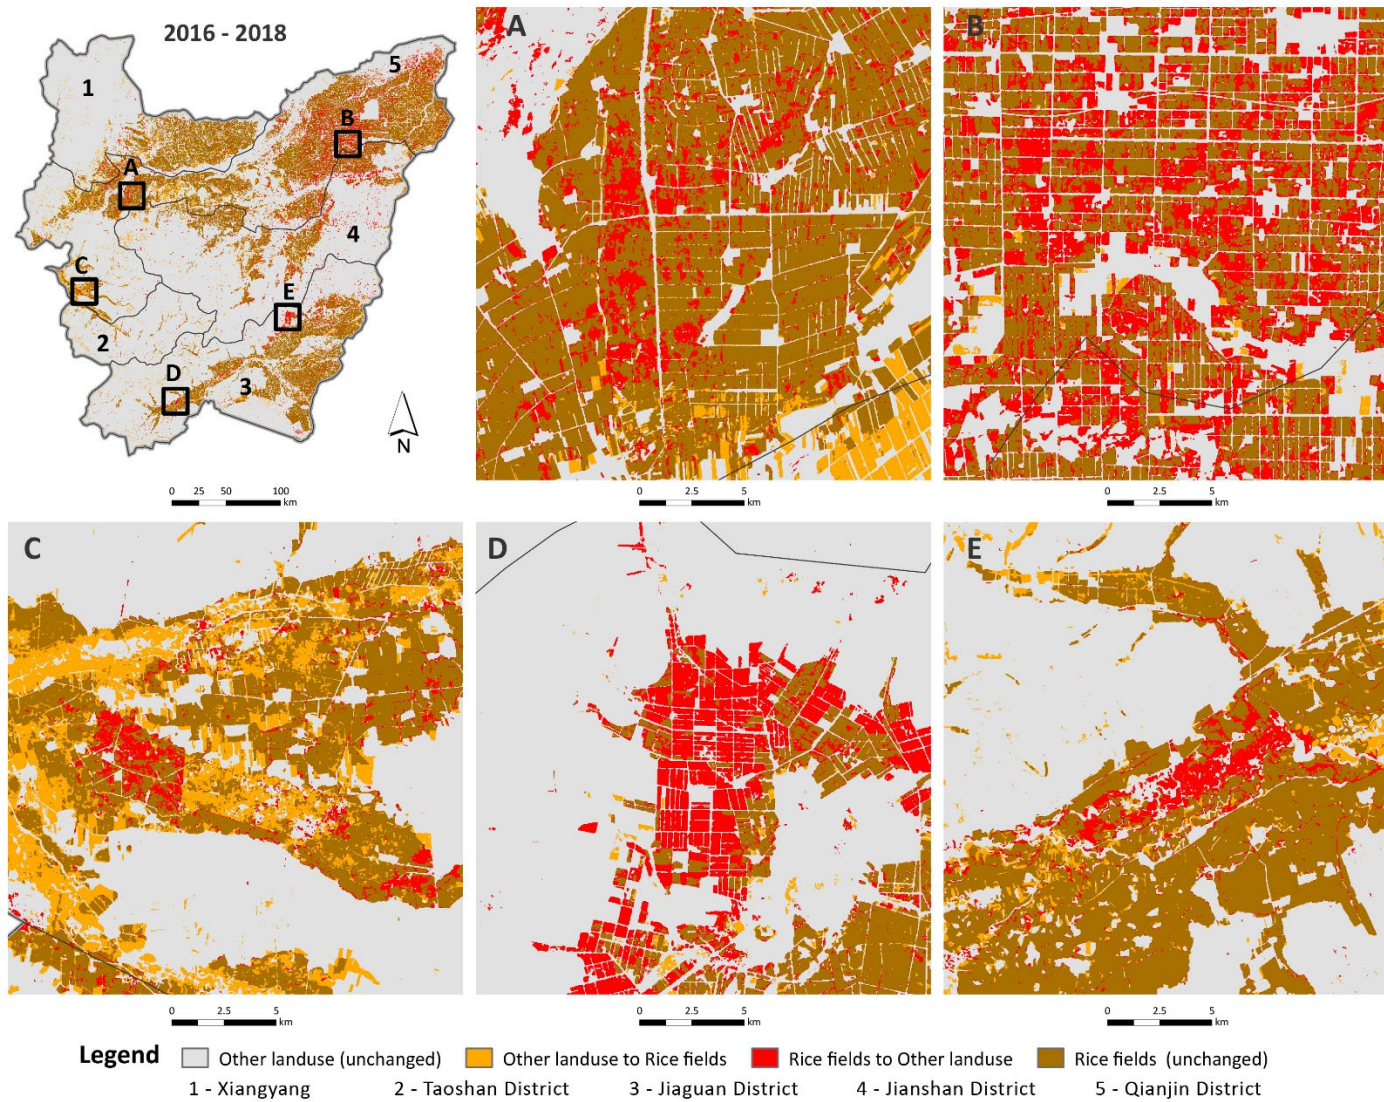 2016 - 2018
1
5
B
A
4
C
E
2
D
3
N
0 25 50 100
km
A
0 2.5 5
km
B
0 2.5 5
km
C
0 2.5 5
km
D
0 2.5 5
km
E
0 2.5 5
km
Legend Other landuse (unchanged) Other landuse to Rice fields Rice fields to Other landuse Rice fields (unchanged)
1 - Xiangyang 2 - Taoshan District 3 - Jiaguan District 4 - Jianshan District 5 - Qianjin District